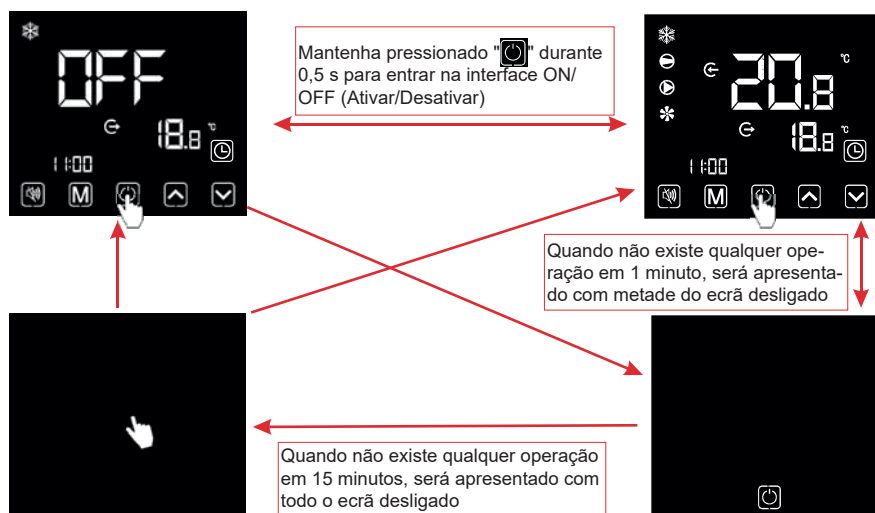 OFF
18.8 °C
11:00
M
Mantenha pressionado " " durante
0,5 s para entrar na interface ON/
OFF (Ativar/Desativar)
20.8 °C
18.8 °C
11:00
M
Quando não existe qualquer ope-
ração em 1 minuto, será apresenta-
do com metade do ecrã desligado
Quando não existe qualquer operação
em 15 minutos, será apresentado com
todo o ecrã desligado